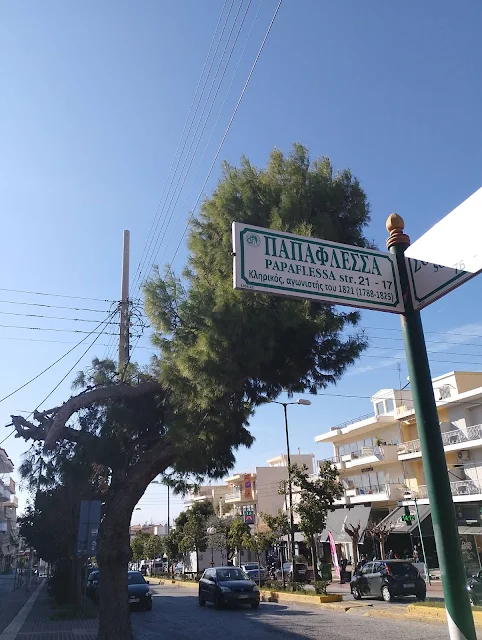 ΠΑΠΑΦΛΕΣΣΑ
PAPAFLESSA str. 21 - 17
Κληρικός, αγωνιστής του 1821 (1788-1825)